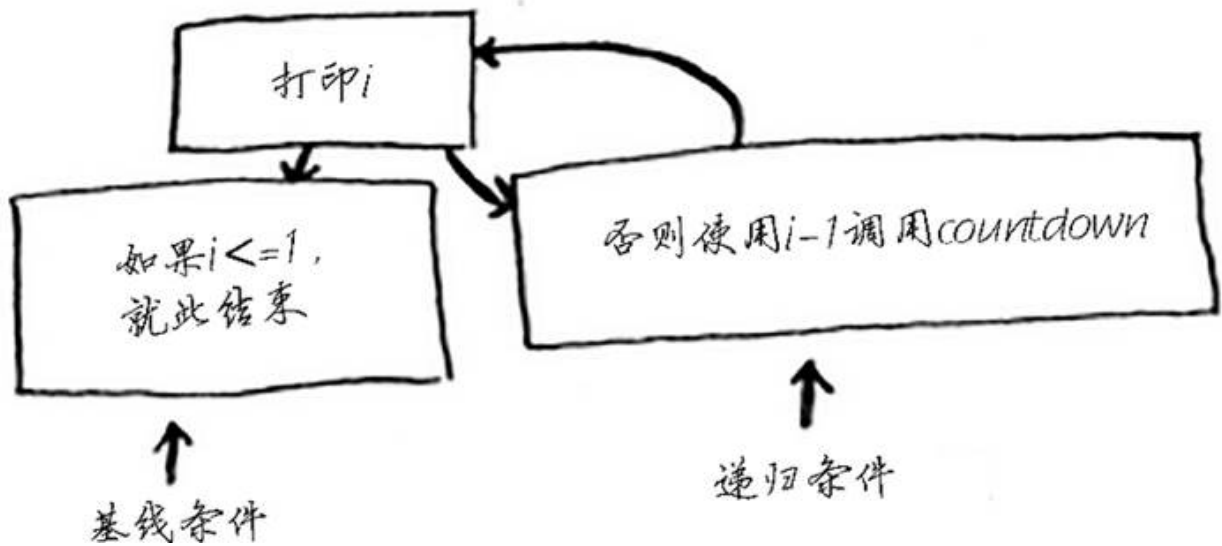 打印i
如果i<=1,
就此结束
否则使用i-1调用countdown
基线条件
递归条件